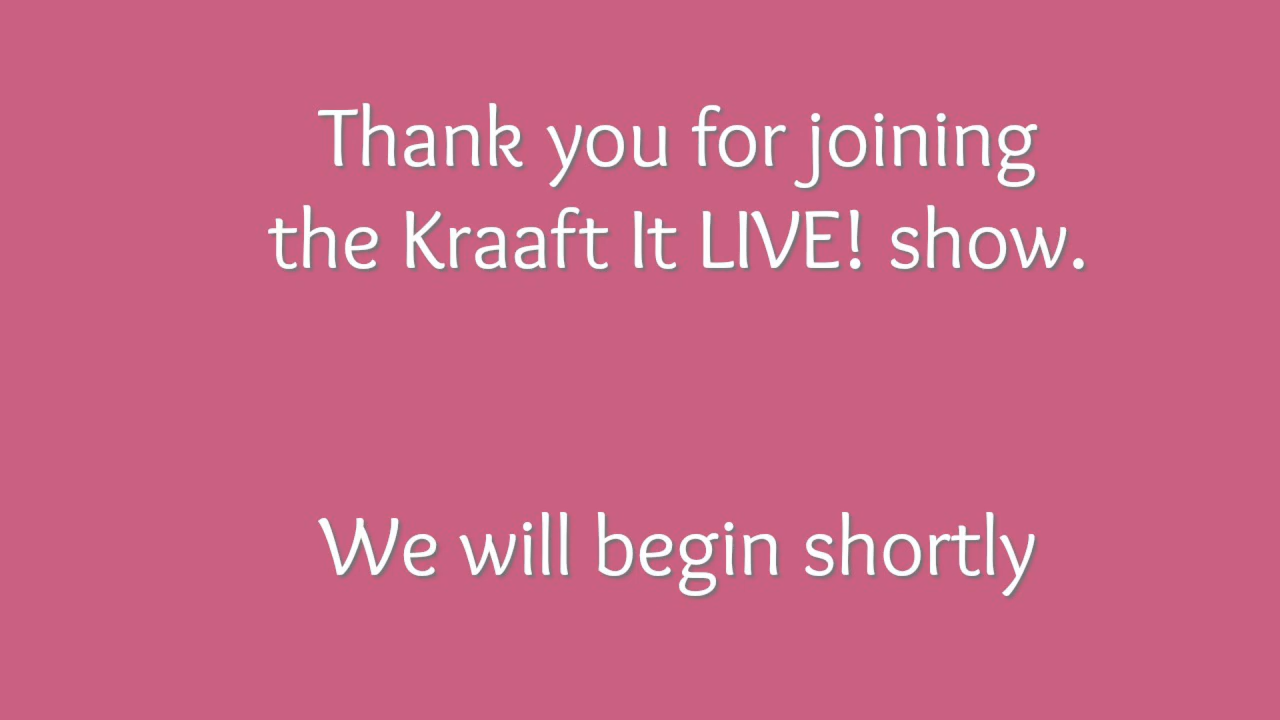 Thank you for joining
the Kraaft It LIVE! show.
We will begin shortly